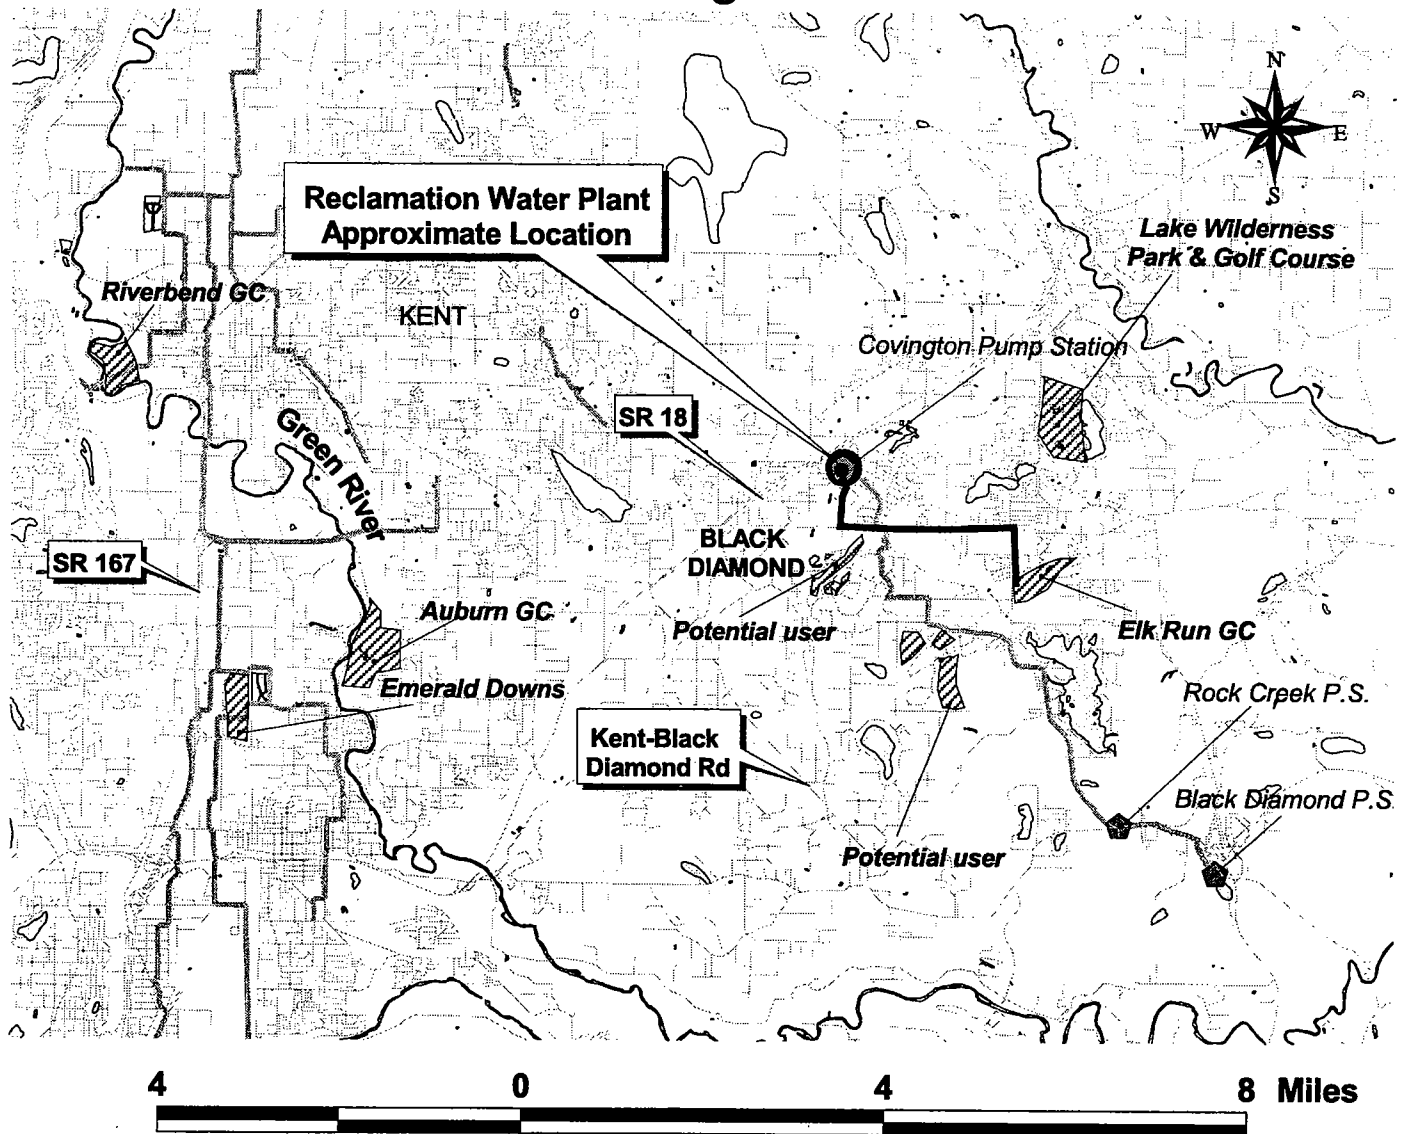 N
W E
S
Reclamation Water Plant
Approximate Location
Lake Wilderness
Park & Golf Course
Riverbend GC
KENT
Covington Pump Station
SR 18
Green River
BLACK
DIAMOND
SR 167
Auburn GC
Potential user
Elk Run GC
Emerald Downs
Rock Creek P.S.
Kent-Black
Diamond Rd
Black Diamond P.S
Potential user
4 0 4 8 Miles